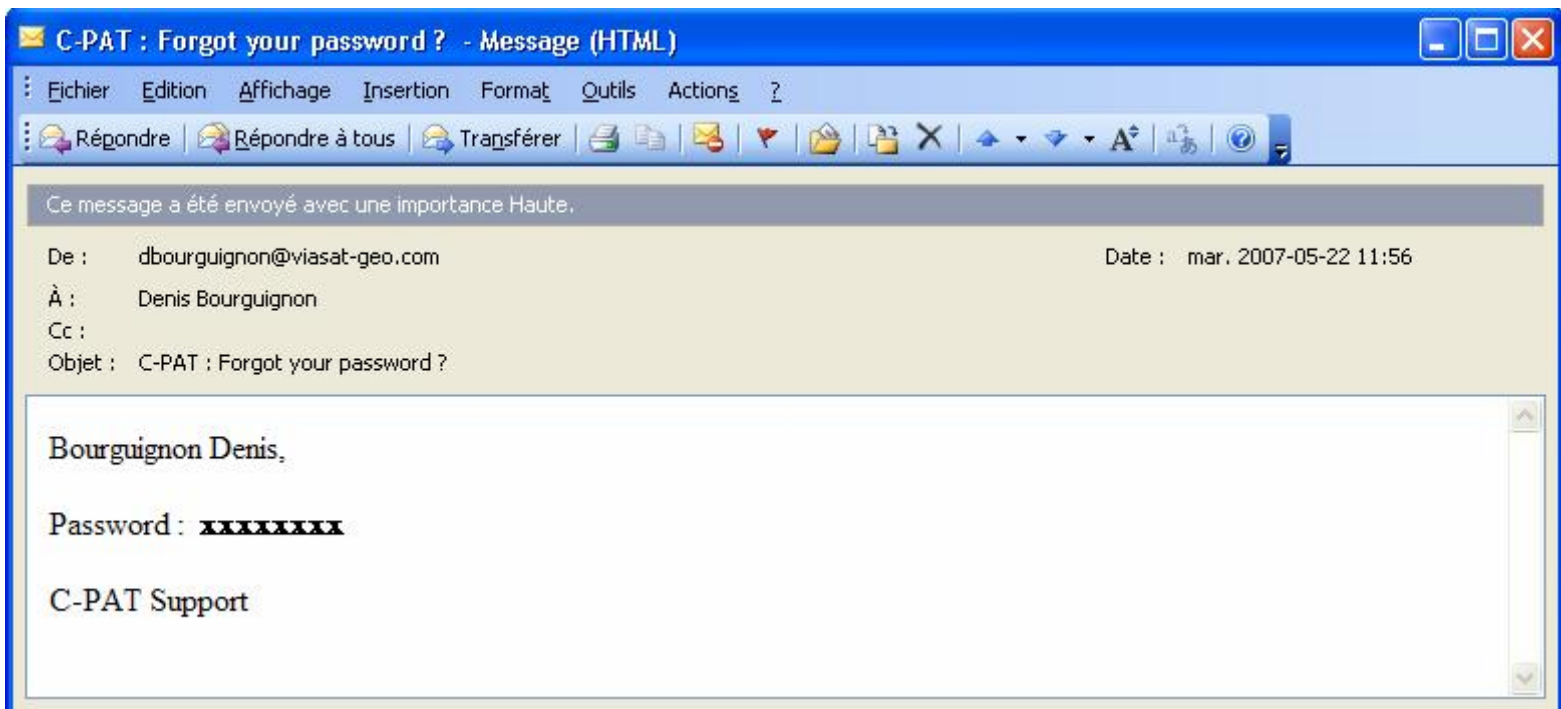 C-PAT : Forgot your password ? - Message (HTML)
Fichier Edition Affichage Insertion Format Outils Actions ?
Répondre Répondre à tous Transférer
Ce message a été envoyé avec une importance Haute.
De : dbourguignon@viasat-geo.com Date : mar. 2007-05-22 11:56
À : Denis Bourguignon
Cc :
Objet : C-PAT : Forgot your password ?
Bourguignon Denis,
Password : xxxxxxxx
C-PAT Support